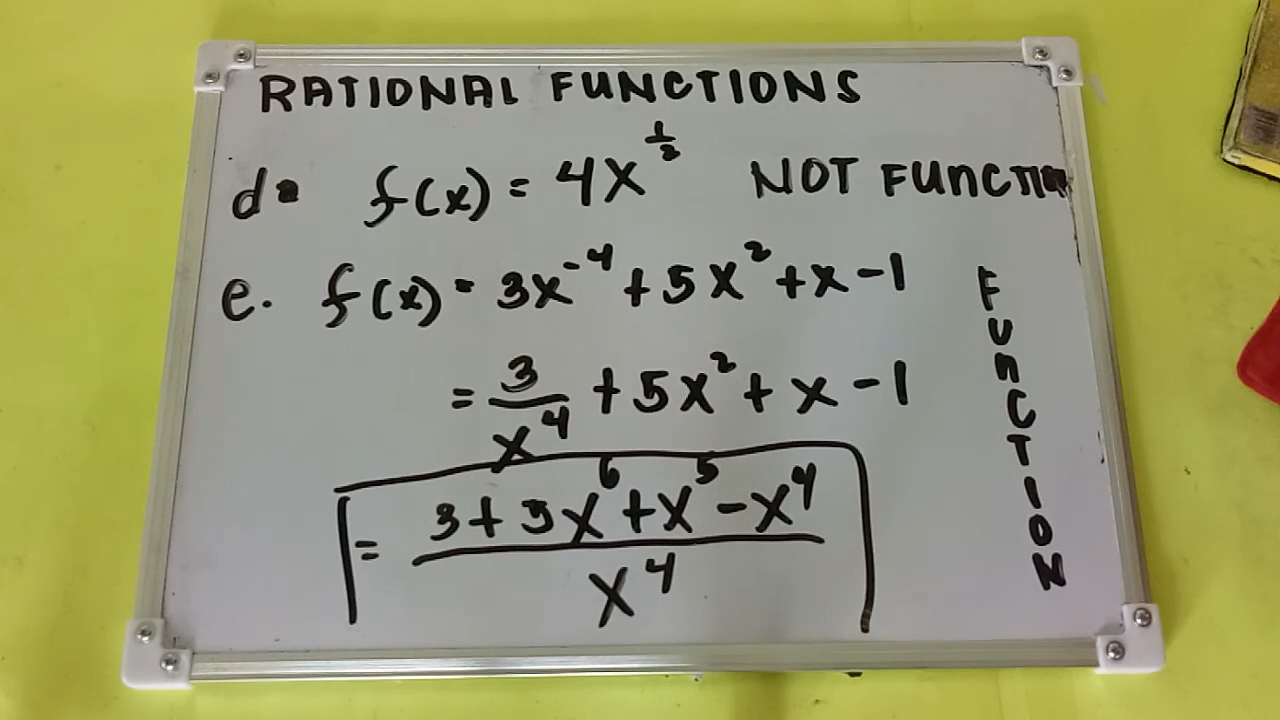 RATIONAL FUNCTIONS
d. f(x) = 4x^{1/2} NOT FUNCTION
e. f(x) = 3x^{-4} + 5x^2 + x - 1
= 3/x^4 + 5x^2 + x - 1
= (3 + 5x^6 + x^5 - x^4)/x^4
FUNCTION